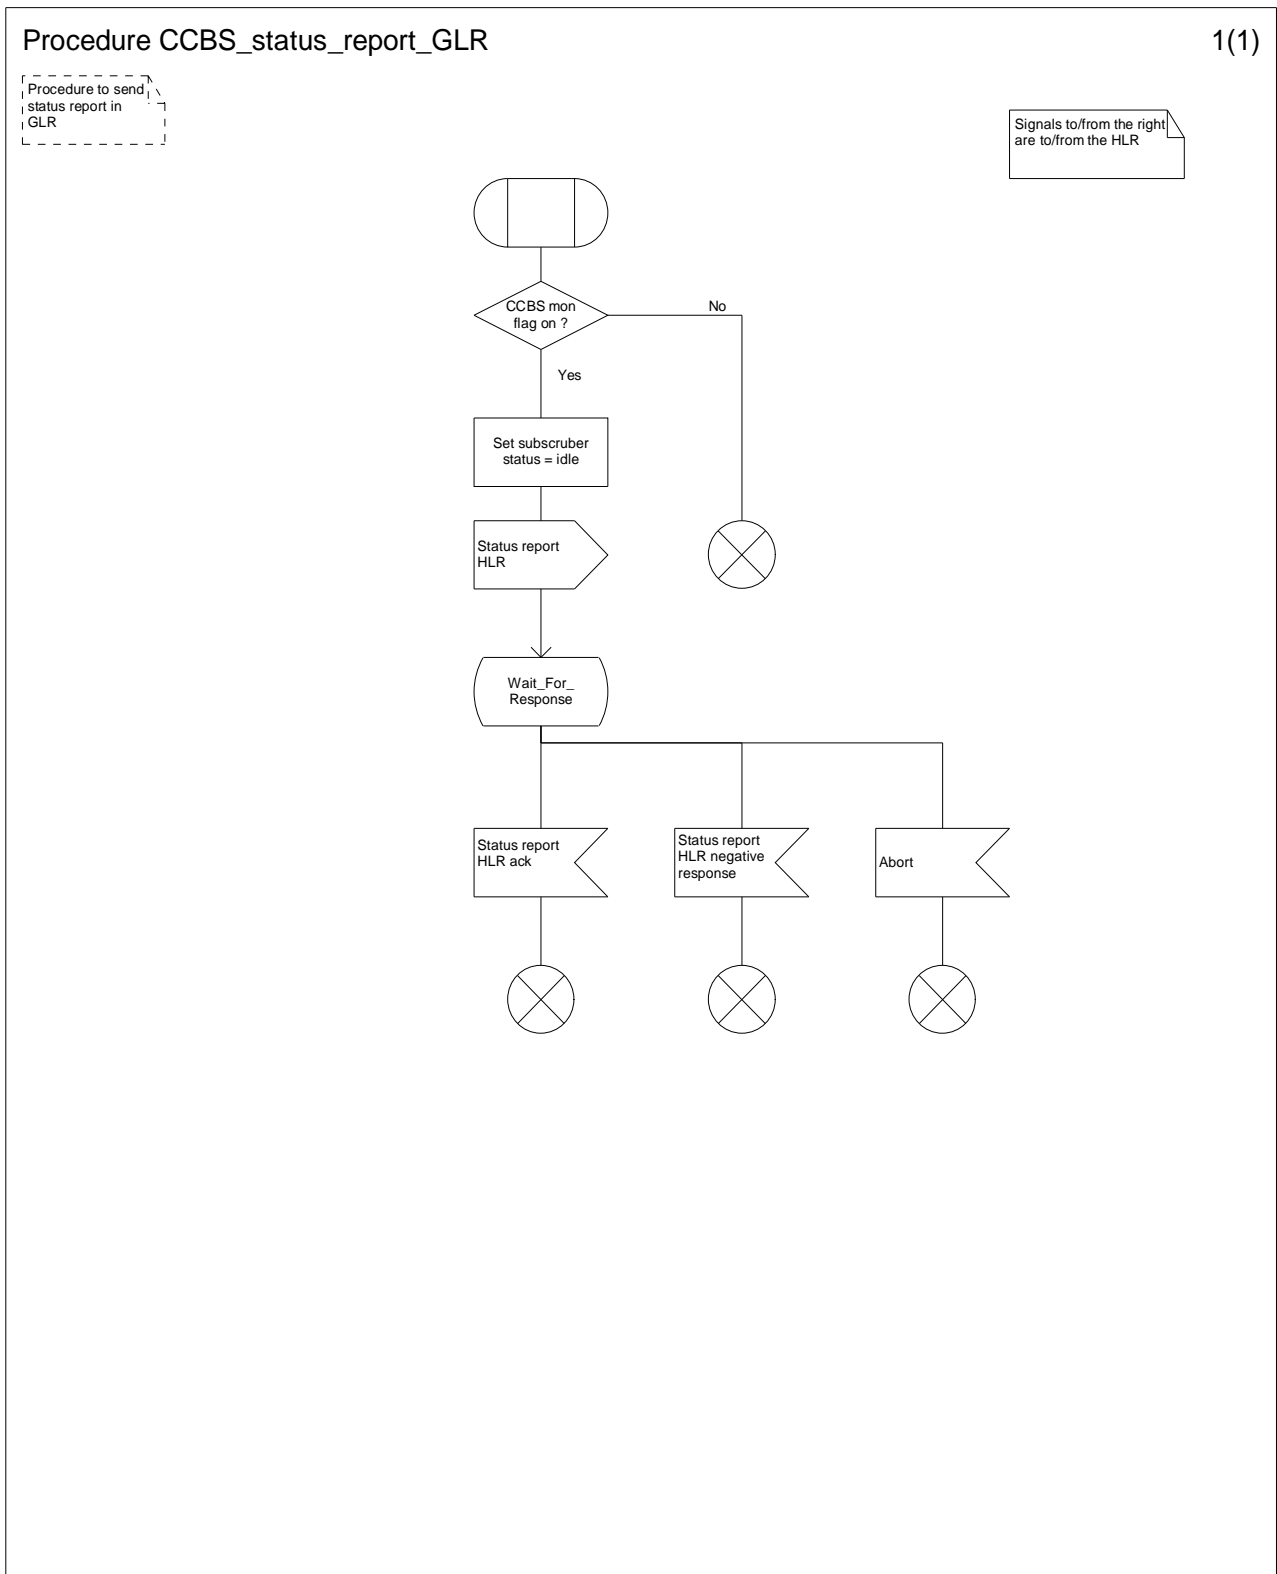 Procedure CCBS_status_report_GLR
1(1)
Procedure to send
status report in
GLR
Signals to/from the right
are to/from the HLR
CCBS mon
flag on ?
No
Yes
Set subscruber
status = idle
Status report
HLR
Wait_For_
Response
Status report
HLR ack
Status report
HLR negative
response
Abort